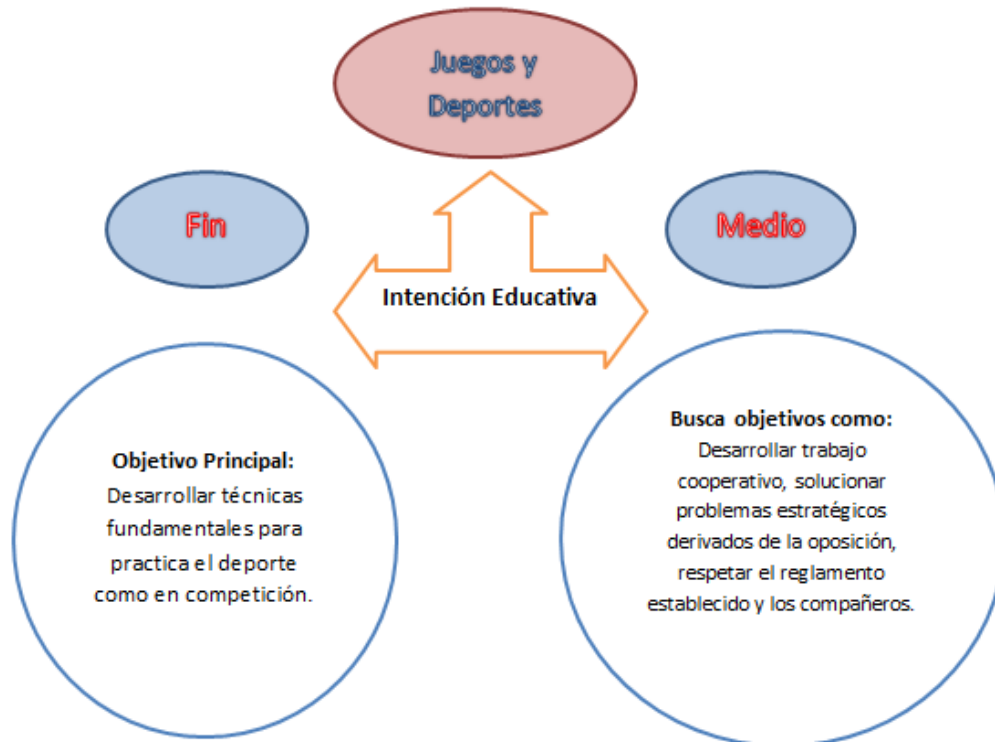 Juegos y
Deportes
Fin
Medio
Intención Educativa
Objetivo Principal:
Desarrollar técnicas
fundamentales para
practica el deporte
como en competición.
Busca objetivos como:
Desarrollar trabajo
cooperativo, solucionar
problemas estratégicos
derivados de la oposición,
respetar el reglamento
establecido y los compañeros.